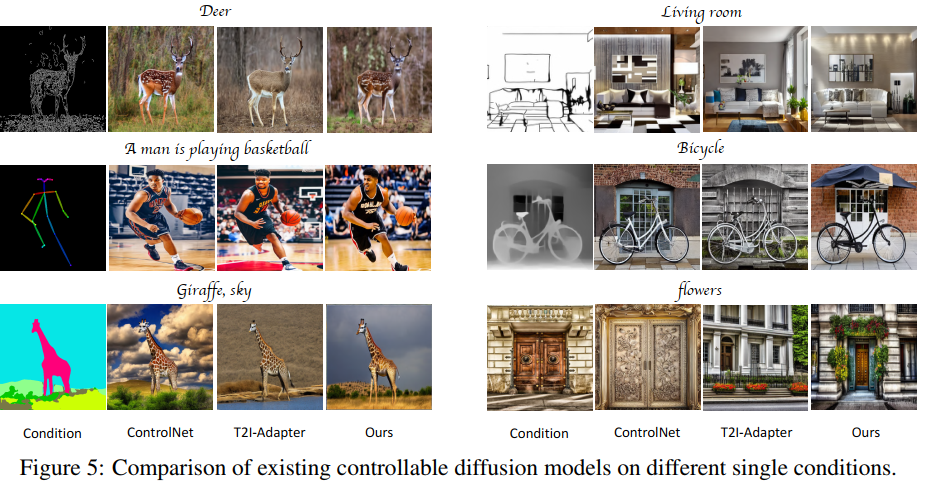 Deer
Living room
A man is playing basketball
Bicycle
Giraffe, sky
flowers
Condition ControlNet T2I-Adapter Ours Condition ControlNet T2I-Adapter Ours
Figure 5: Comparison of existing controllable diffusion models on different single conditions.